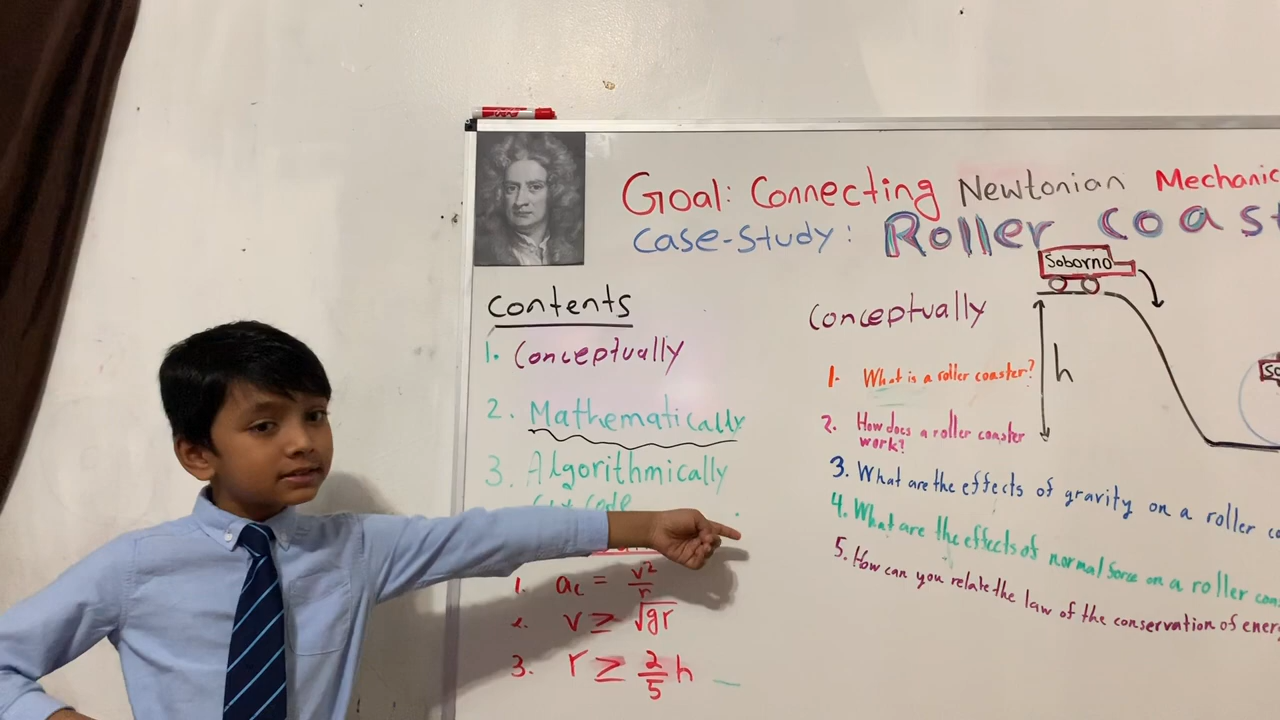 Goal: Connecting Newtonian Mechanic
Case-Study: Roller coast
Soborno
Contents
1. Conceptually
2. Mathematically
3. Algorithmically
1. ac = v²/r
2. v ≥ √gr
3. r ≥ 2/5 h
Conceptually
1. What is a roller coaster?
2. How does a roller coaster
work?
3. What are the effects of gravity on a roller co
4. What are the effects of normal force on a roller coas
5. How can you relate the law of the conservation of energ
h
So